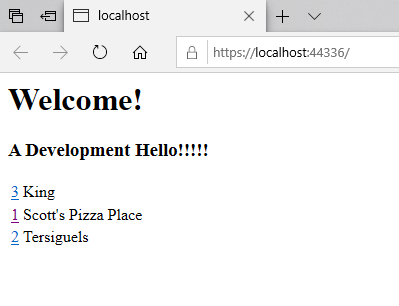 localhost
https://localhost:44336/
Welcome!
A Development Hello!!!!!
3 King
1 Scott's Pizza Place
2 Tersiguels